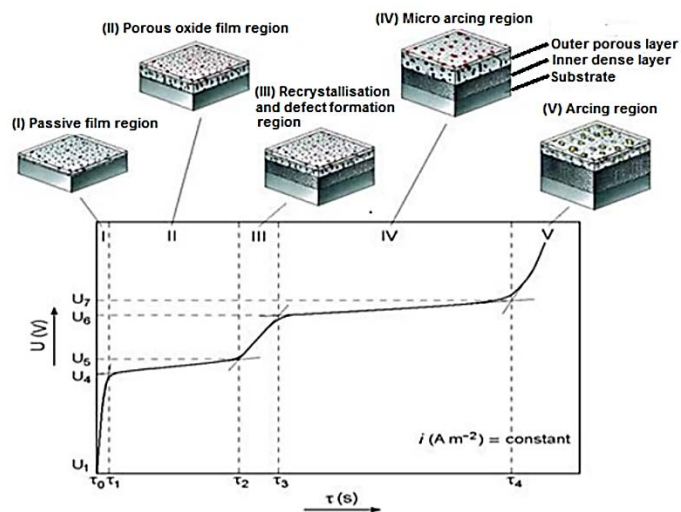 (II) Porous oxide film region
(IV) Micro arcing region
Outer porous layer
Inner dense layer
Substrate
(III) Recrystallisation
and defect formation
region
(V) Arcing region
(I) Passive film region
I II III IV V
U₇
U₆
U (V)
U₅
U₄
i (A m⁻²) = constant
U₁
τ₀ τ₁ τ₂ τ₃ τ₄
τ (s)